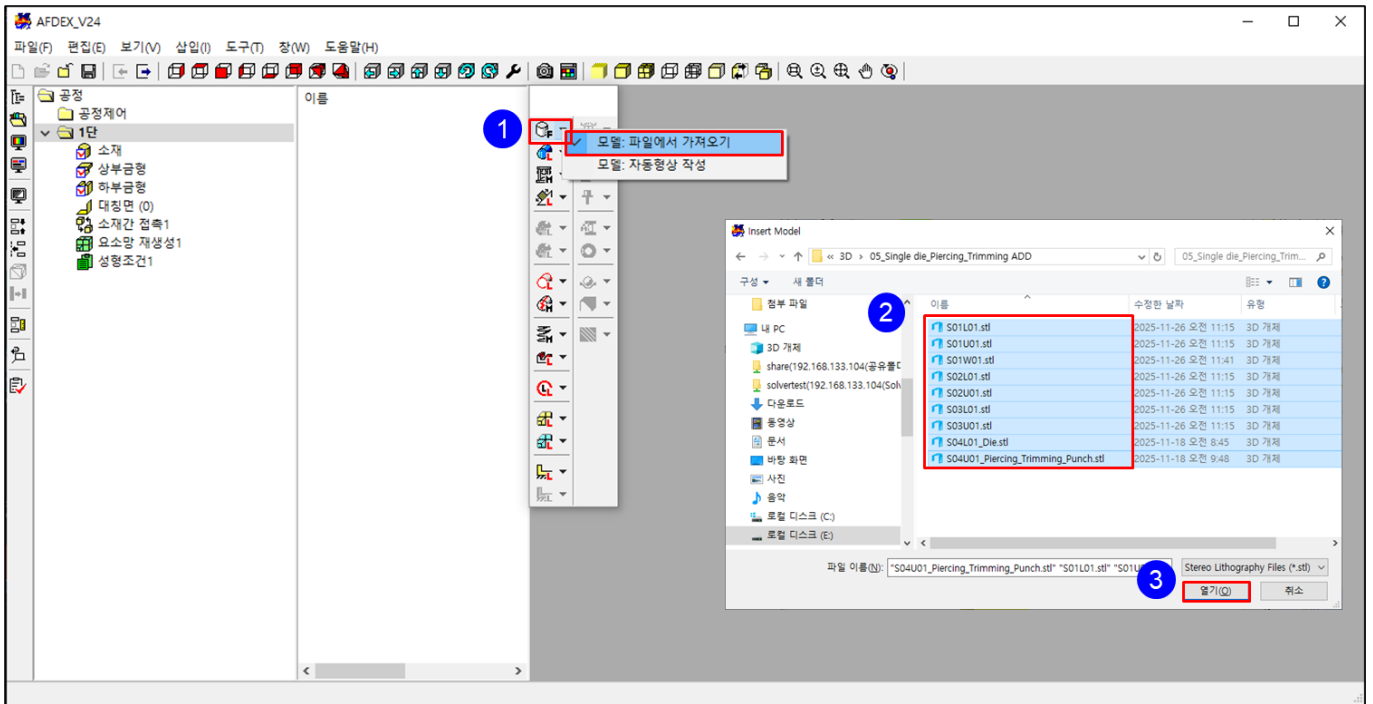 AFDEX_V24
파일(F) 편집(E) 보기(V) 삽입(I) 도구(T) 창(W) 도움말(H)
공정
공정제어
1단
소재
상부금형
하부금형
대칭면 (0)
소재간 접촉1
요소망 재생성1
성형조건1
이름
1
모델: 파일에서 가져오기
모델: 자동형상 작성
Insert Model
« 3D › 05_Single die_Piercing_Trimming ADD
05_Single die_Piercing_Trim...
구성 새 폴더
첨부 파일
내 PC
3D 개체
share(192.168.133.104(공유폴더
solvertest(192.168.133.104(Solv
다운로드
동영상
문서
바탕 화면
사진
음악
로컬 디스크 (C:)
로컬 디스크 (E:)
2
이름 수정한 날짜 유형
S01L01.stl 2025-11-26 오전 11:15 3D 개체
S01U01.stl 2025-11-26 오전 11:15 3D 개체
S01W01.stl 2025-11-26 오전 11:41 3D 개체
S02L01.stl 2025-11-26 오전 11:15 3D 개체
S02U01.stl 2025-11-26 오전 11:15 3D 개체
S03L01.stl 2025-11-26 오전 11:15 3D 개체
S03U01.stl 2025-11-26 오전 11:15 3D 개체
S04L01_Die.stl 2025-11-18 오전 8:45 3D 개체
S04U01_Piercing_Trimming_Punch.stl 2025-11-18 오전 9:48 3D 개체
파일 이름(N): "S04U01_Piercing_Trimming_Punch.stl" "S01L01.stl" "S01U Stereo Lithography Files (*.stl)
3
열기(O) 취소